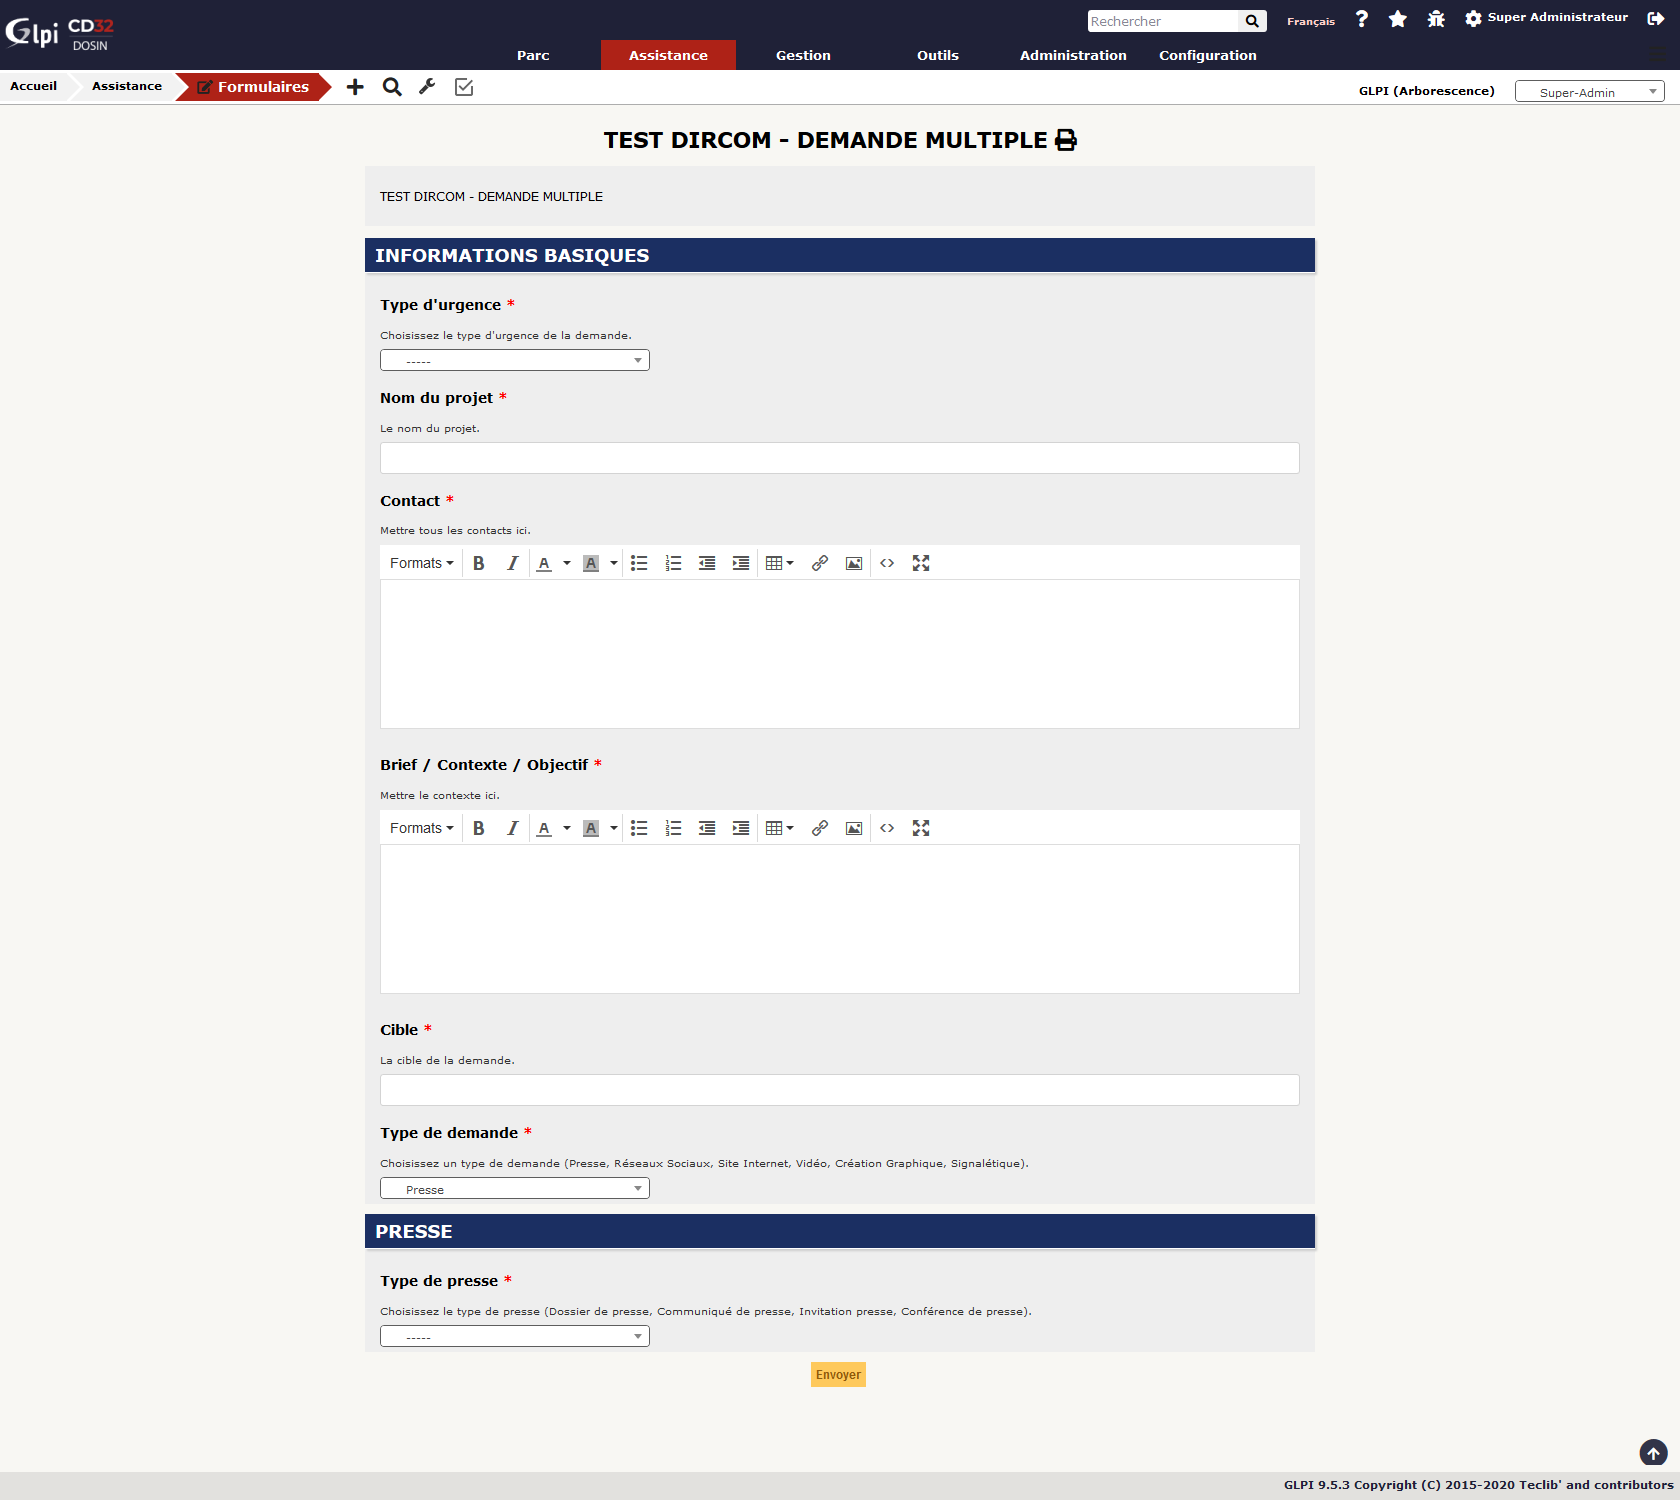 Glpi CD32 DOSIN
Rechercher
Français
Super Administrateur
Parc
Assistance
Gestion
Outils
Administration
Configuration
Accueil
Assistance
Formulaires
GLPI (Arborescence)
Super-Admin
TEST DIRCOM - DEMANDE MULTIPLE
TEST DIRCOM - DEMANDE MULTIPLE
INFORMATIONS BASIQUES
Type d'urgence *
Choisissez le type d'urgence de la demande.
-----
Nom du projet *
Le nom du projet.
Contact *
Mettre tous les contacts ici.
Formats B I A A
Brief / Contexte / Objectif *
Mettre le contexte ici.
Formats B I A A
Cible *
La cible de la demande.
Type de demande *
Choisissez un type de demande (Presse, Réseaux Sociaux, Site Internet, Vidéo, Création Graphique, Signalétique).
Presse
PRESSE
Type de presse *
Choisissez le type de presse (Dossier de presse, Communiqué de presse, Invitation presse, Conférence de presse).
-----
Envoyer
GLPI 9.5.3 Copyright (C) 2015-2020 Teclib' and contributors